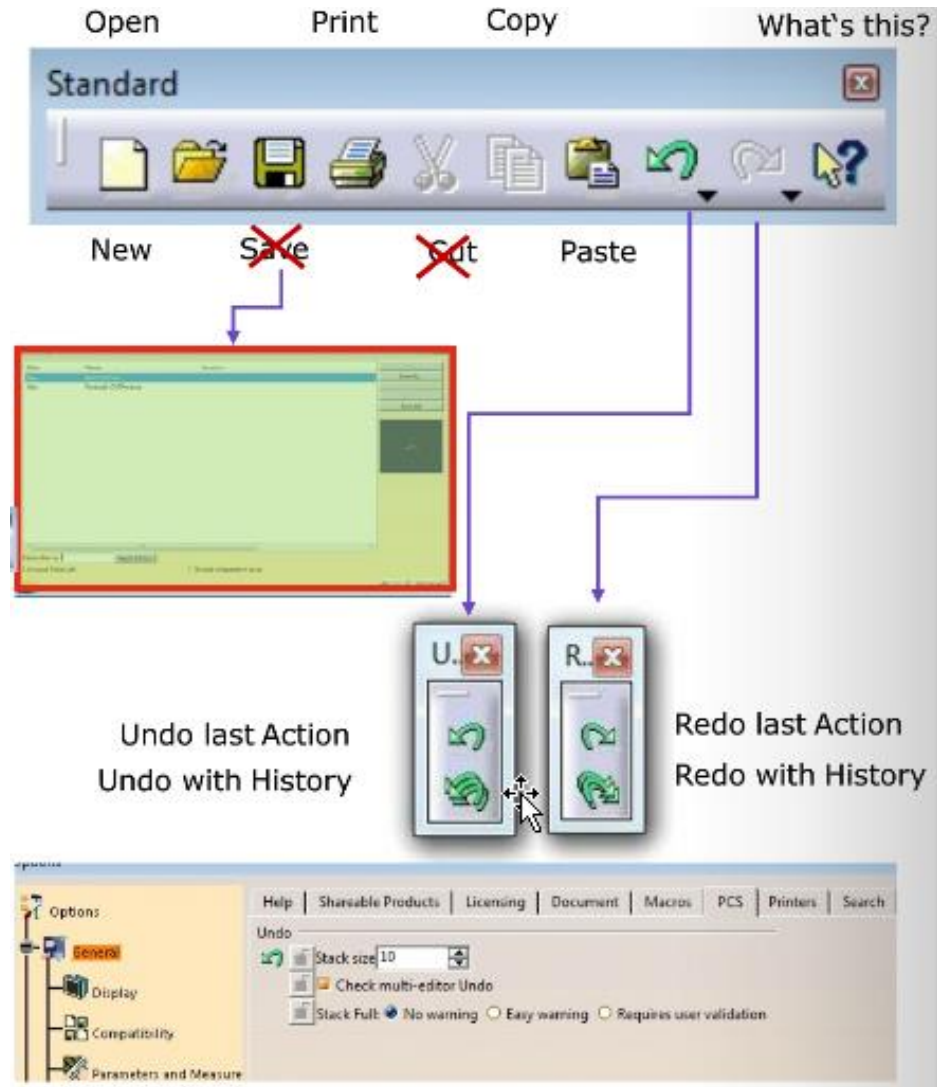 Open Print Copy What's this?
Standard
New Save Cut Paste
U.. R..
Undo last Action
Undo with History
Redo last Action
Redo with History
Options
Help Shareable Products Licensing Document Macros PCS Printers Search
Options
General
Display
Compatibility
Parameters and Measure
Undo
Stack size 10
Check multi-editor Undo
Stack Full: No warning Easy warning Requires user validation